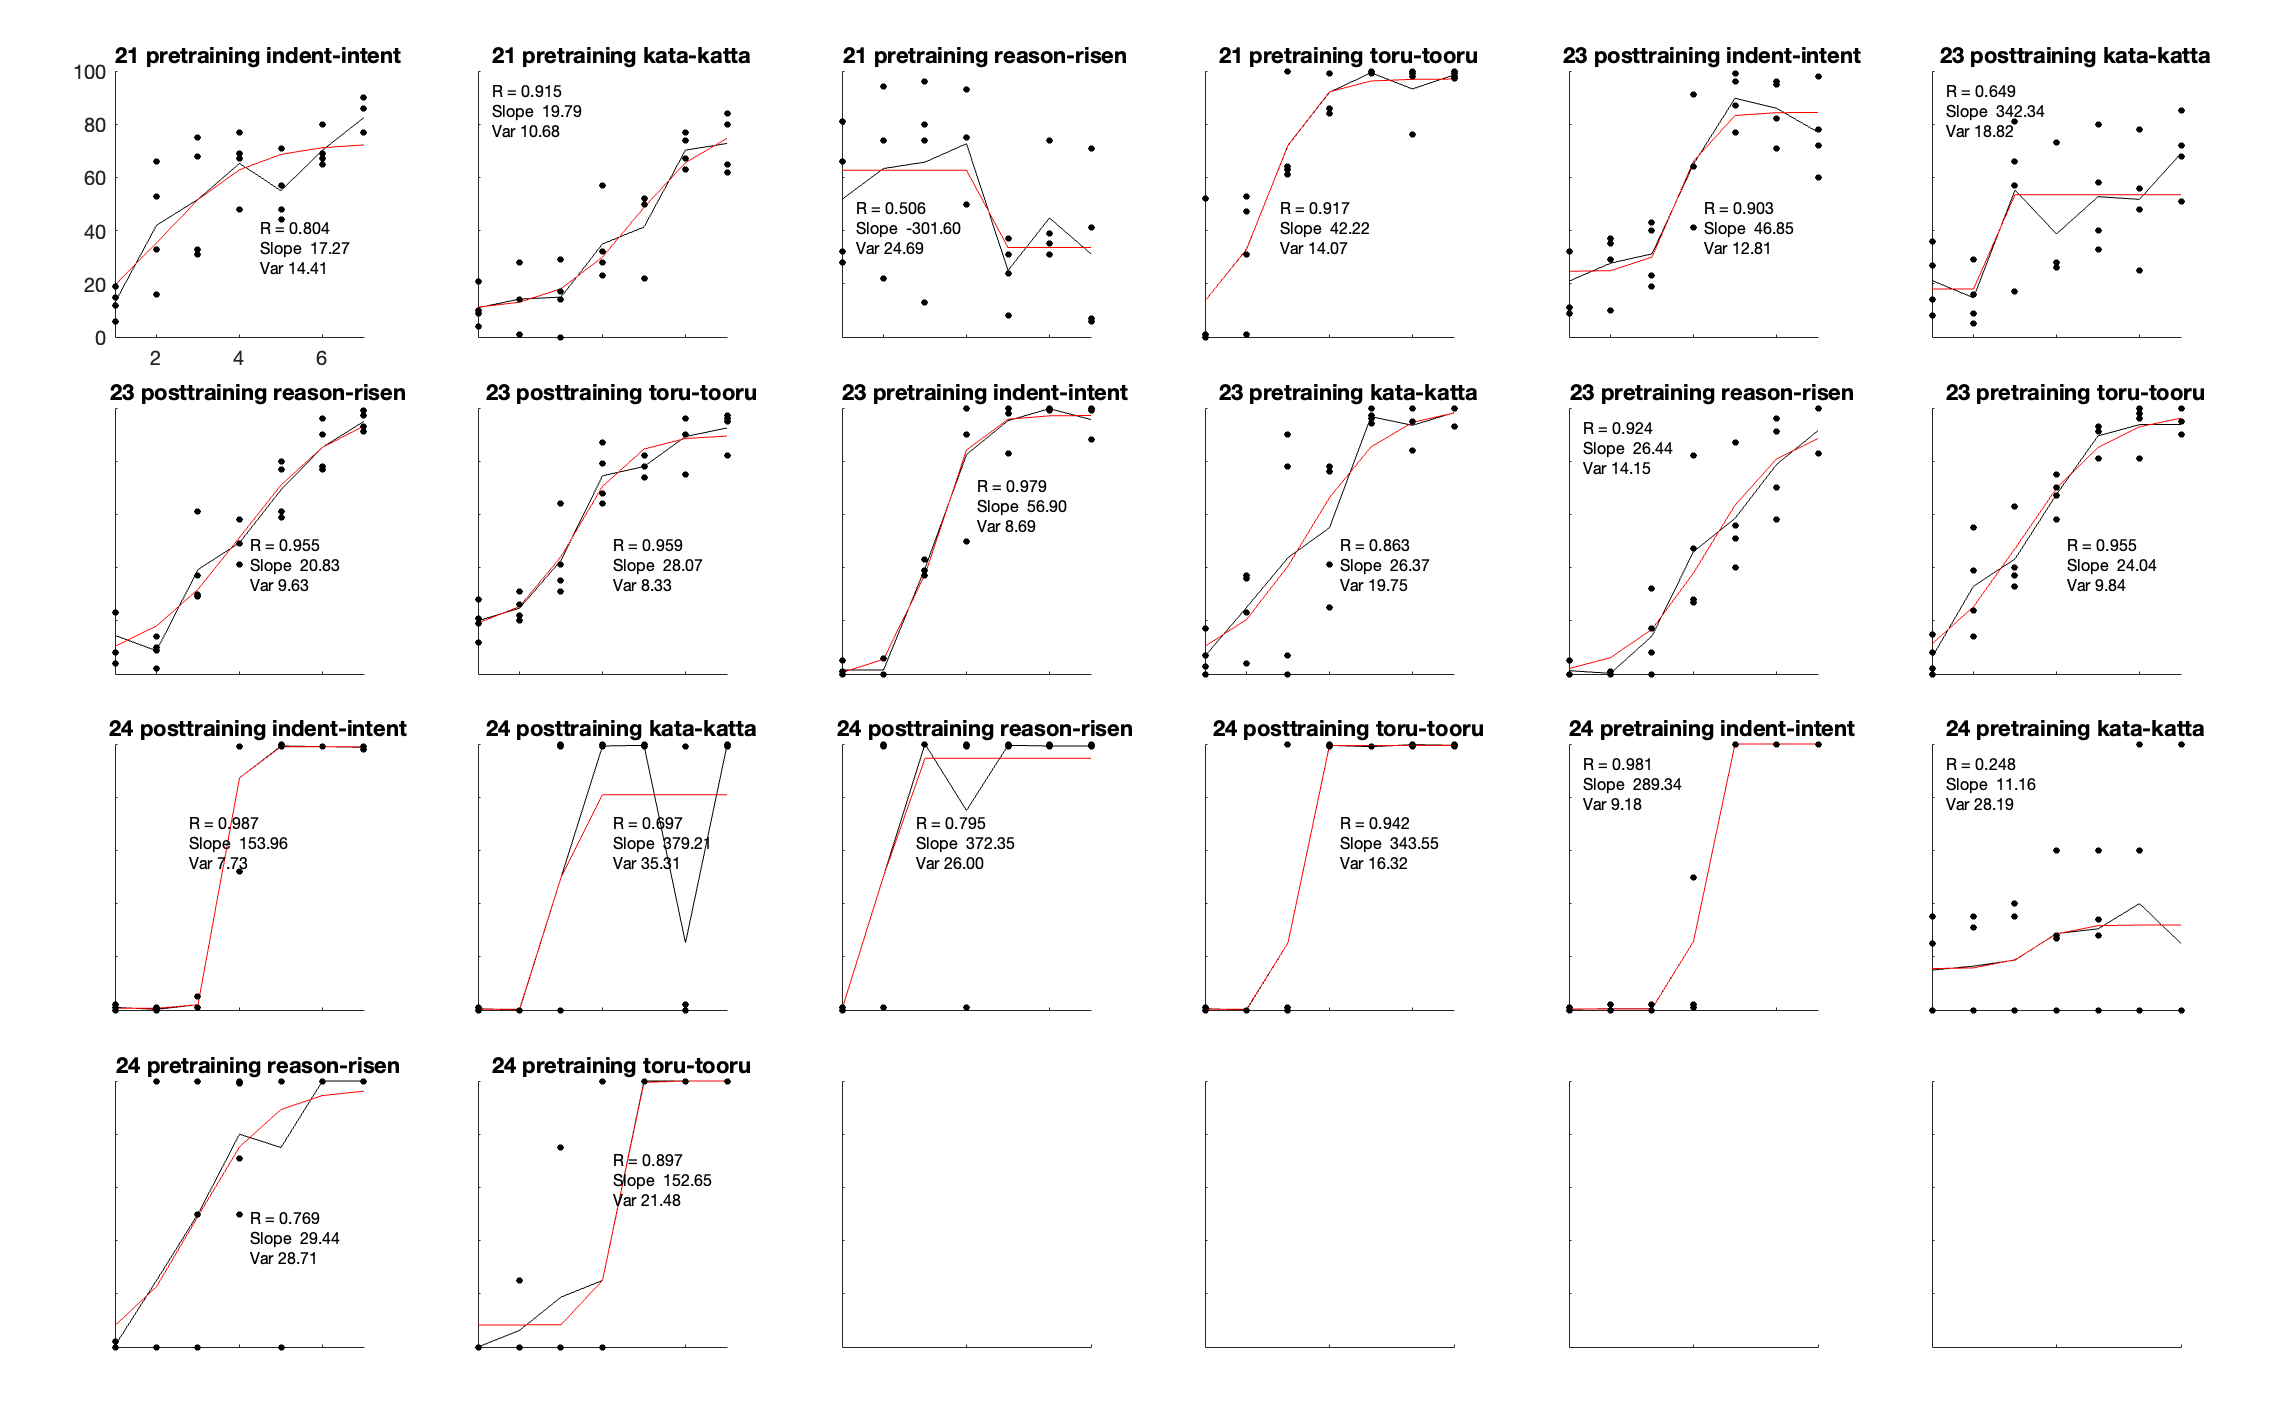 21 pretraining indent-intent
100
80
60
40
20
0
2
4
6
R = 0.804
Slope 17.27
Var 14.41
21 pretraining kata-katta
R = 0.915
Slope 19.79
Var 10.68
21 pretraining reason-risen
R = 0.506
Slope -301.60
Var 24.69
21 pretraining toru-tooru
R = 0.917
Slope 42.22
Var 14.07
23 posttraining indent-intent
R = 0.903
Slope 46.85
Var 12.81
23 posttraining kata-katta
R = 0.649
Slope 342.34
Var 18.82
23 posttraining reason-risen
R = 0.955
Slope 20.83
Var 9.63
23 posttraining toru-tooru
R = 0.959
Slope 28.07
Var 8.33
23 pretraining indent-intent
R = 0.979
Slope 56.90
Var 8.69
23 pretraining kata-katta
R = 0.863
Slope 26.37
Var 19.75
23 pretraining reason-risen
R = 0.924
Slope 26.44
Var 14.15
23 pretraining toru-tooru
R = 0.955
Slope 24.04
Var 9.84
24 posttraining indent-intent
R = 0.987
Slope 153.96
Var 7.73
24 posttraining kata-katta
R = 0.697
Slope 379.21
Var 35.31
24 posttraining reason-risen
R = 0.795
Slope 372.35
Var 26.00
24 posttraining toru-tooru
R = 0.942
Slope 343.55
Var 16.32
24 pretraining indent-intent
R = 0.981
Slope 289.34
Var 9.18
24 pretraining kata-katta
R = 0.248
Slope 11.16
Var 28.19
24 pretraining reason-risen
R = 0.769
Slope 29.44
Var 28.71
24 pretraining toru-tooru
R = 0.897
Slope 152.65
Var 21.48